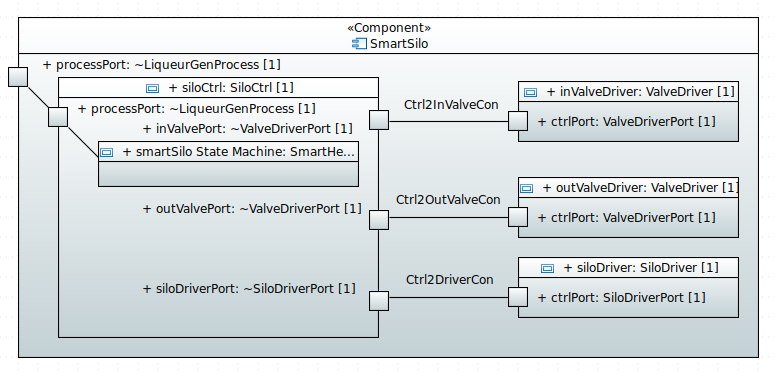 «Component»
SmartSilo
+ processPort: ~LiqueurGenProcess [1]
+ siloCtrl: SiloCtrl [1]
+ processPort: ~LiqueurGenProcess [1]
+ inValvePort: ~ValveDriverPort [1]
+ smartSilo State Machine: SmartHe...
+ outValvePort: ~ValveDriverPort [1]
+ siloDriverPort: ~SiloDriverPort [1]
Ctrl2InValveCon
Ctrl2OutValveCon
Ctrl2DriverCon
+ inValveDriver: ValveDriver [1]
+ ctrlPort: ValveDriverPort [1]
+ outValveDriver: ValveDriver [1]
+ ctrlPort: ValveDriverPort [1]
+ siloDriver: SiloDriver [1]
+ ctrlPort: SiloDriverPort [1]